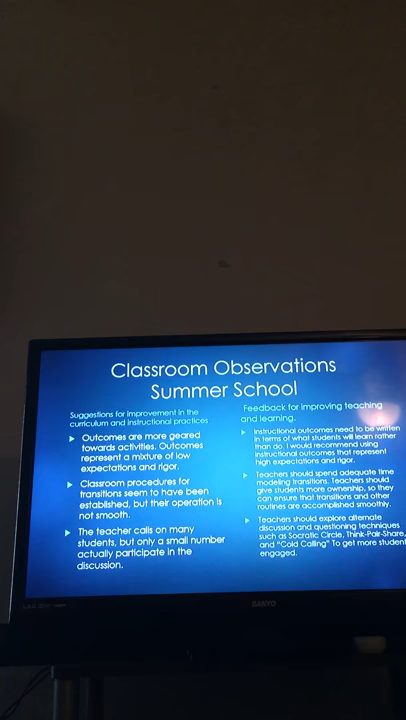 Classroom Observations
Summer School
Suggestions for improvement in the
curriculum and instructional practices
Outcomes are more geared
towards activities. Outcomes
represent a mixture of low
expectations and rigor.
Classroom procedures for
transitions seem to have been
established, but their operation is
not smooth.
The teacher calls on many
students, but only a small number
actually participate in the
discussion.
Feedback for improving teaching
and learning.
Instructional outcomes need to be written
in terms of what students will learn rather
than do. I would recommend using
instructional outcomes that represent
high expectations and rigor.
Teachers should spend adequate time
modeling transitions. Teachers should
give students more ownership, so they
can ensure that transitions and other
routines are accomplished smoothly.
Teachers should explore alternate
discussion and questioning techniques
such as Socratic Circle, Think-Pair-Share,
and "Cold Calling" To get more student
engaged.
SANYO